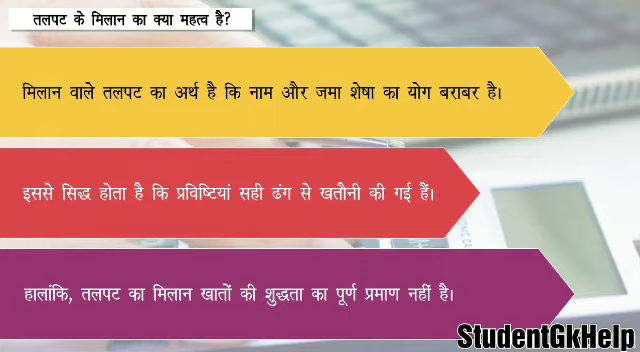 तलपट के मिलान का क्या महत्व है?
मिलान वाले तलपट का अर्थ है कि नाम और जमा शेषा का योग बराबर है।
इससे सिद्ध होता है कि प्रविष्टियां सही ढंग से खतौनी की गई हैं।
हालांकि, तलपट का मिलान खातों की शुद्धता का पूर्ण प्रमाण नहीं है।
StudentGkHelp